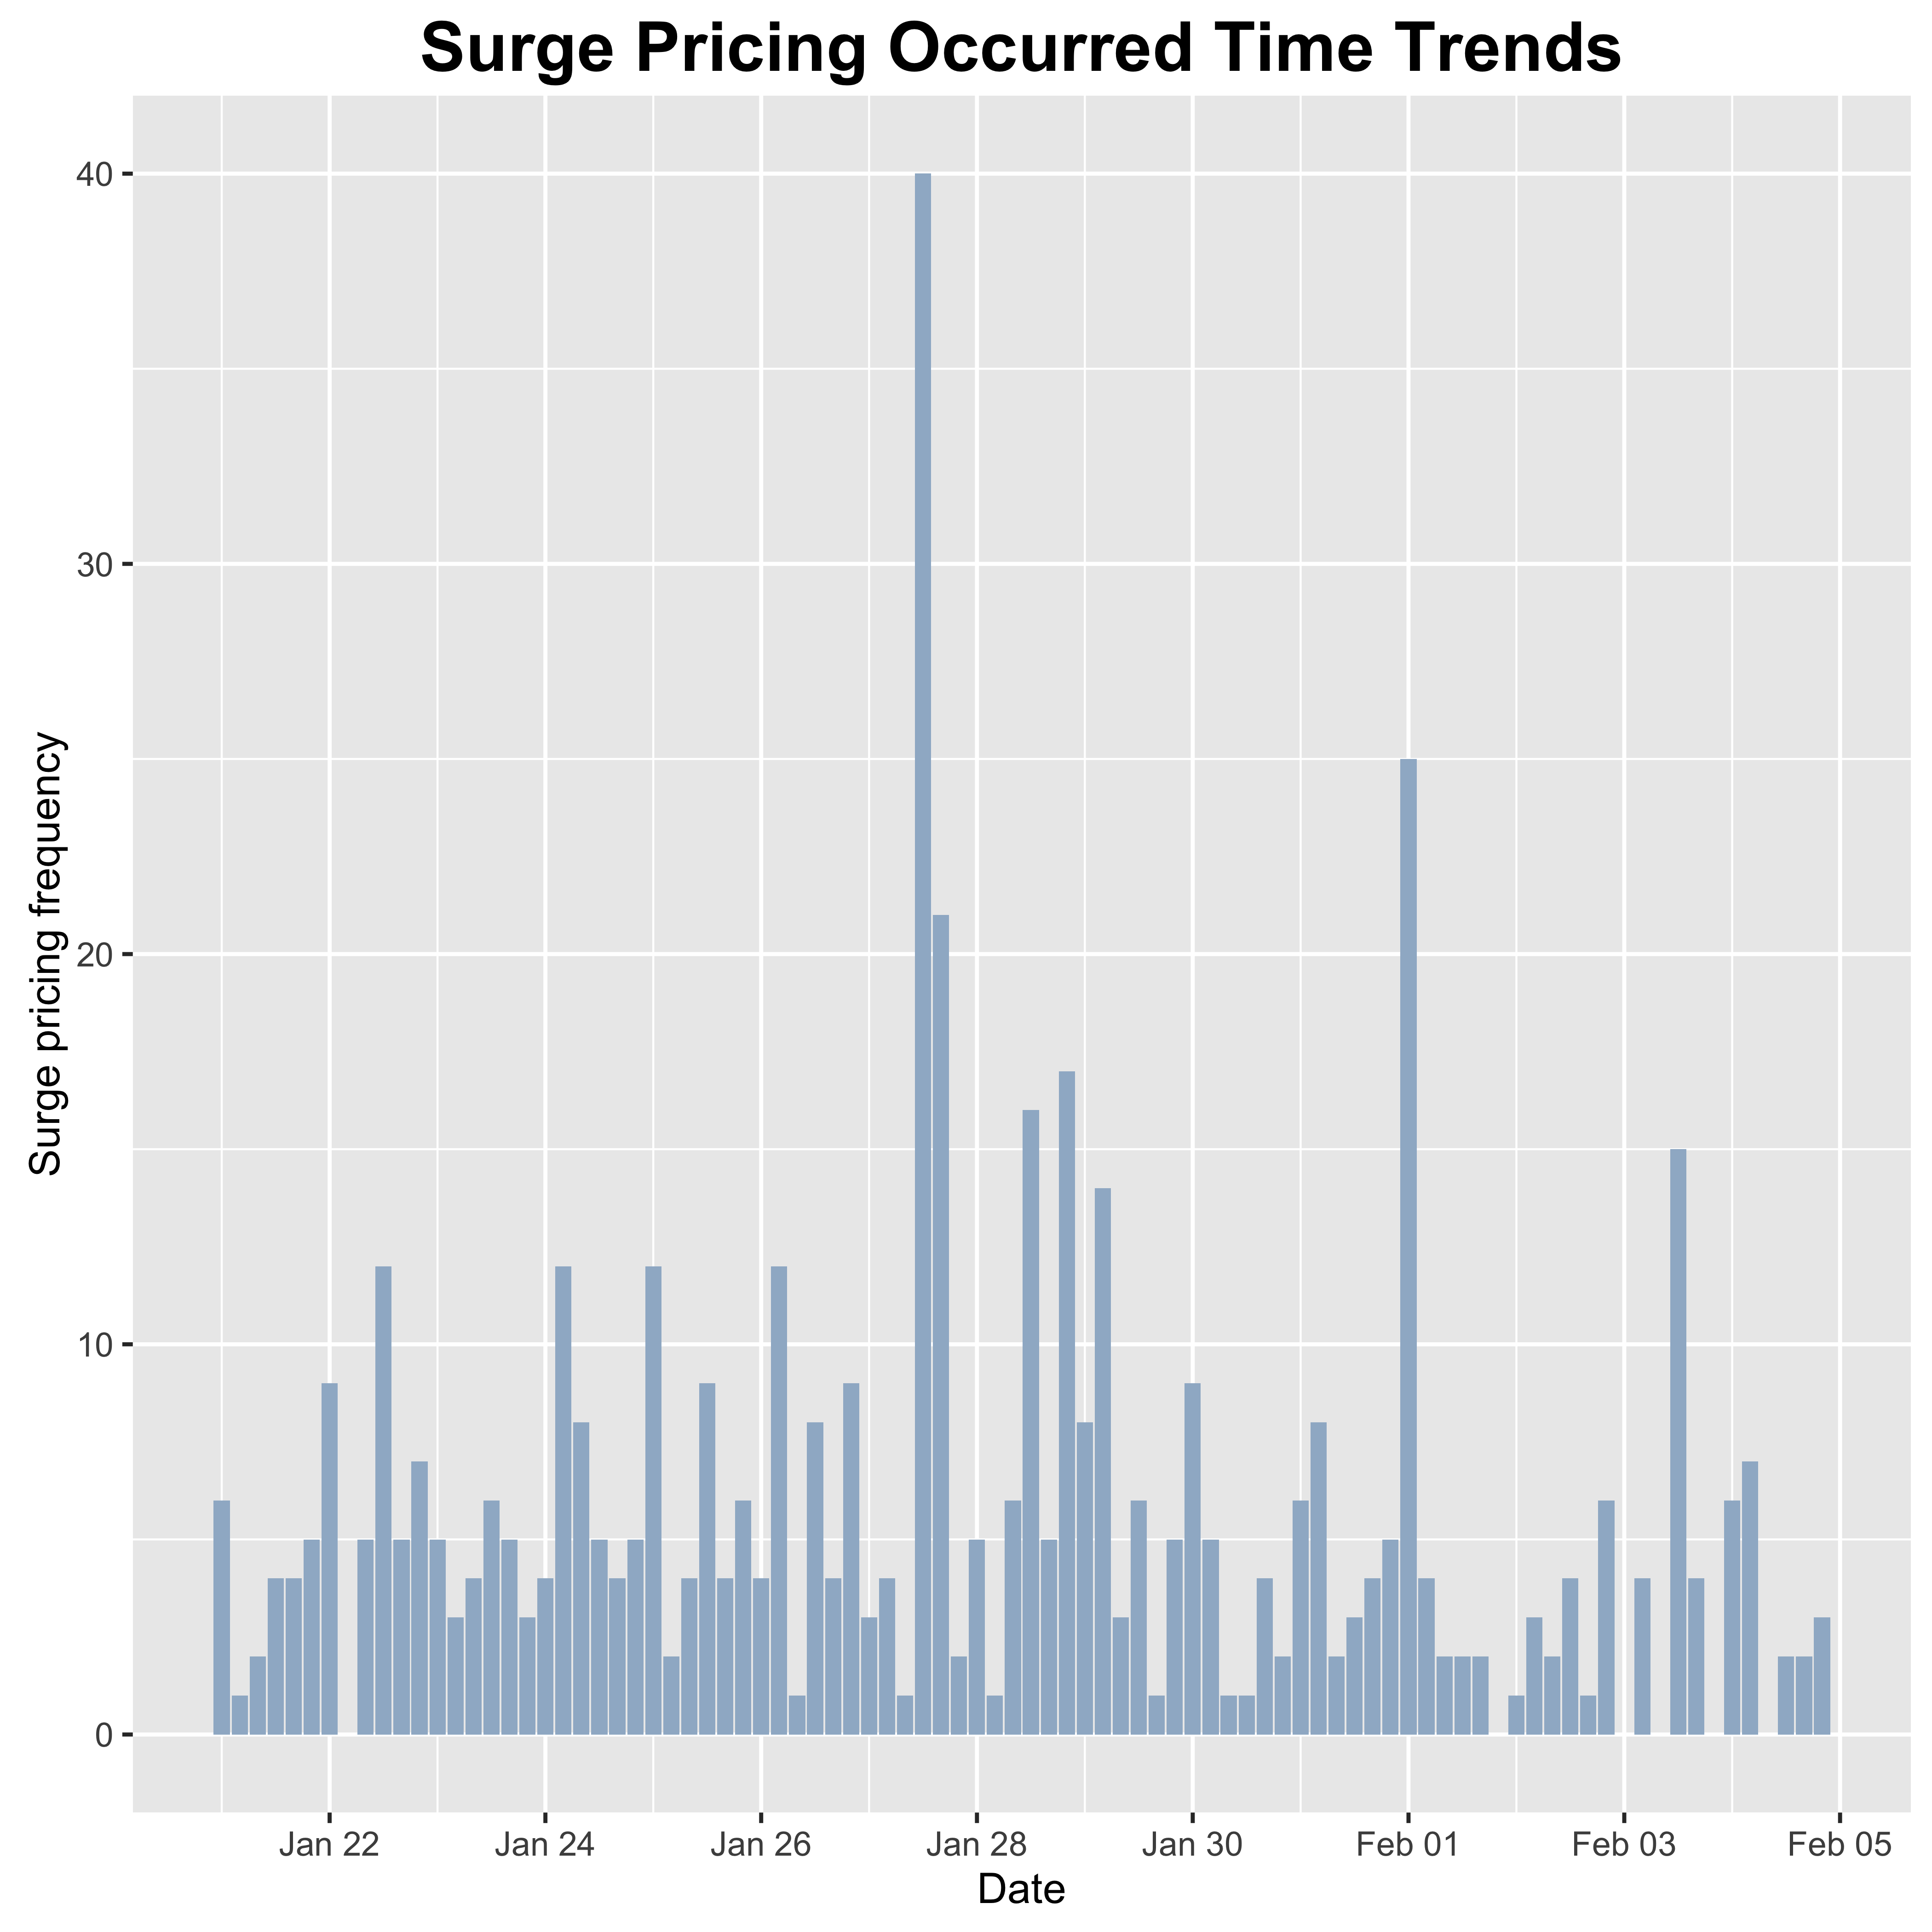 Surge Pricing Occurred Time Trends
Surge pricing frequency
40
30
20
10
0
Jan 22 Jan 24 Jan 26 Jan 28 Jan 30 Feb 01 Feb 03 Feb 05
Date